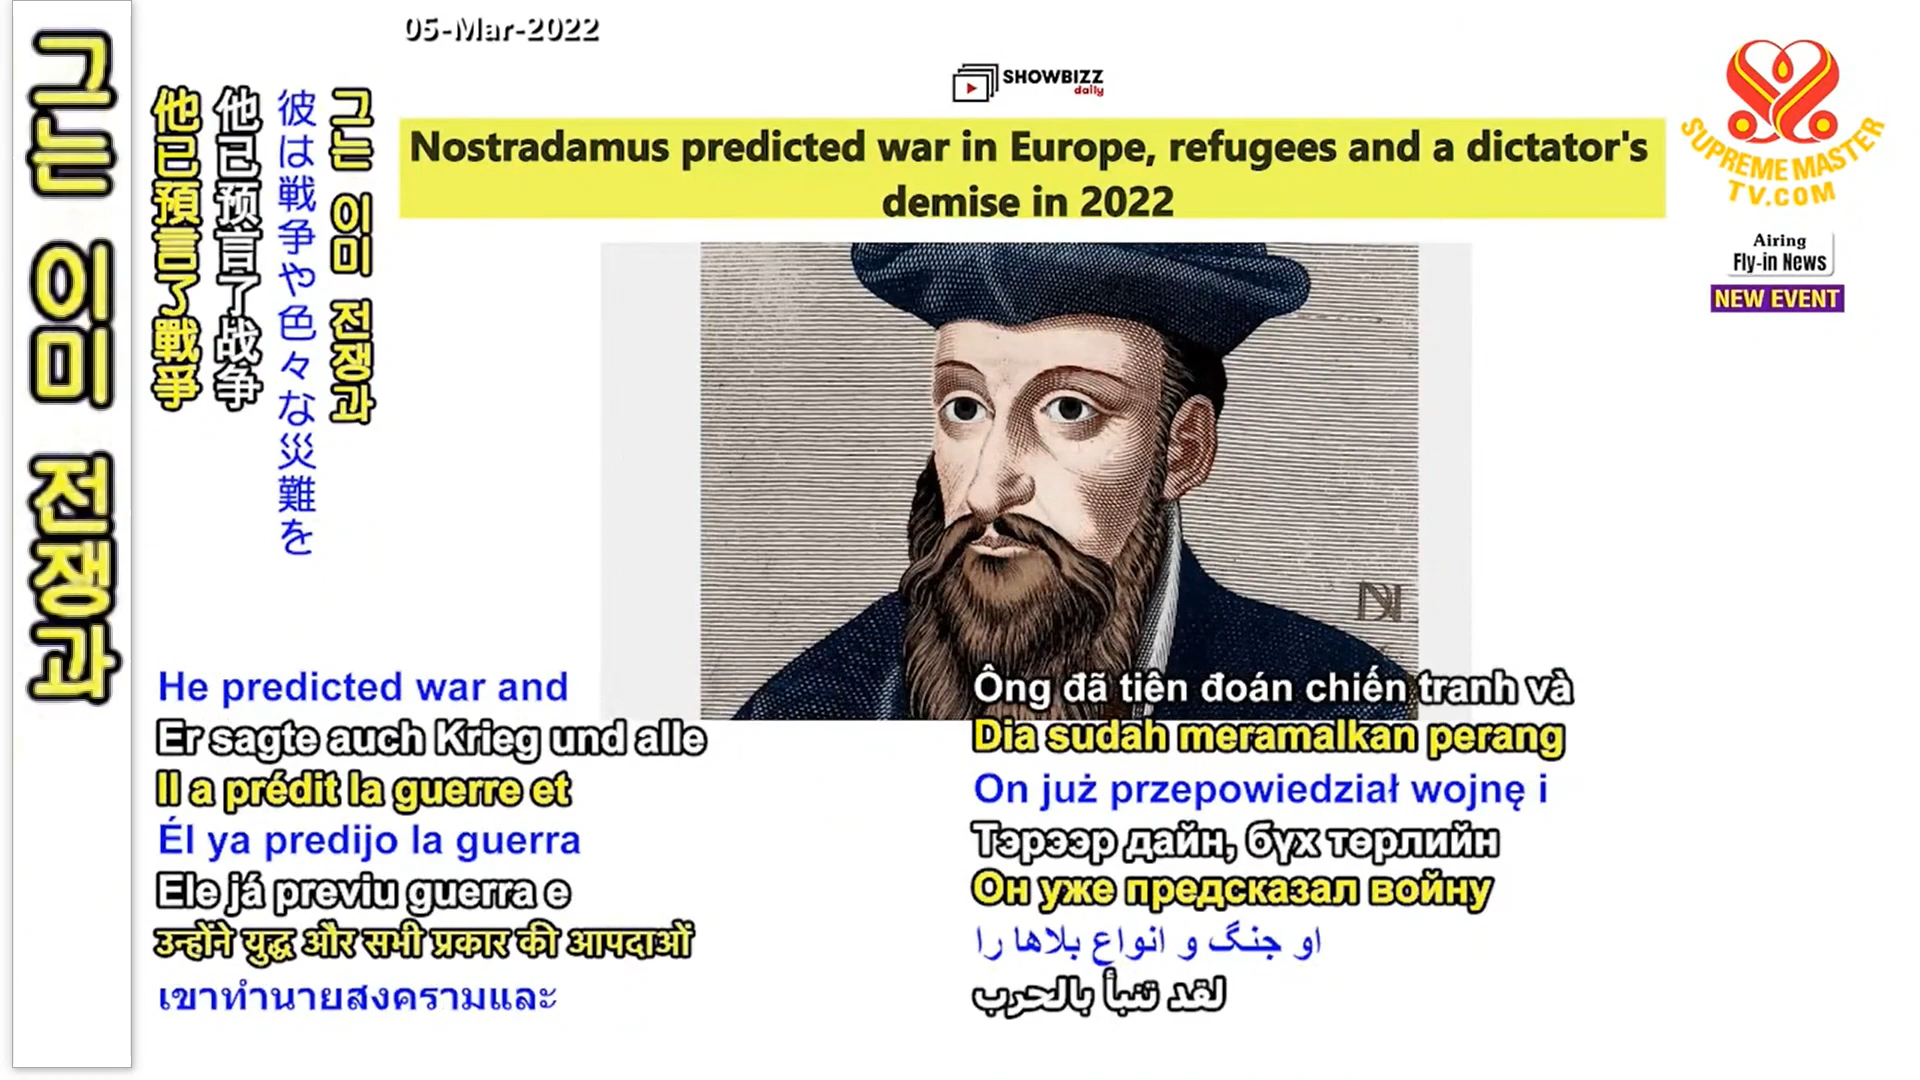 05-Mar-2022
SHOWBIZZ
daily
Nostradamus predicted war in Europe, refugees and a dictator's
demise in 2022
SUPREME MASTER
TV.COM
Airing
Fly-in News
NEW EVENT
그는 이미 전쟁과
그는 이미 전쟁과
彼は戦争や色々な災難を
他已预言了战争
他已預言了戰爭
He predicted war and
Er sagte auch Krieg und alle
Il a prédit la guerre et
Él ya predijo la guerra
Ele já previu guerra e
उन्होंने युद्ध और सभी प्रकार की आपदाओं
เขาทำนายสงครามและ
Ông đã tiên đoán chiến tranh và
Dia sudah meramalkan perang
On już przepowiedział wojnę i
Тэрээр дайн, бүх төрлийн
Он уже предсказал войну
او جنگ و انواع بلاها را
لقد تنبأ بالحرب
N